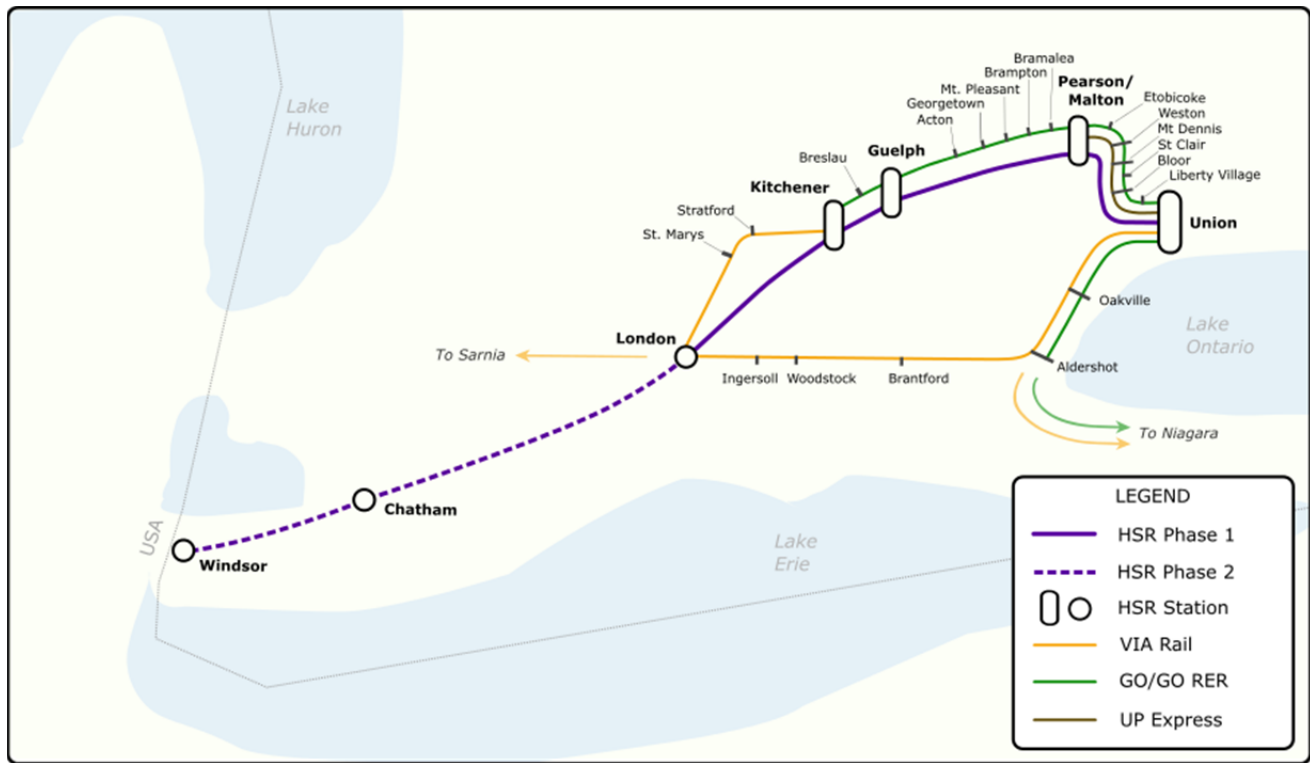 Lake
Huron
Bramalea
Brampton
Mt. Pleasant
Georgetown
Acton
Pearson/
Malton
Etobicoke
Weston
Mt Dennis
St Clair
Bloor
Liberty Village
Breslau
Guelph
Kitchener
Stratford
St. Marys
Union
Oakville
Lake
Ontario
London
To Sarnia
Ingersoll
Woodstock
Brantford
Aldershot
To Niagara
Chatham
USA
Windsor
Lake
Erie
LEGEND
HSR Phase 1
HSR Phase 2
HSR Station
VIA Rail
GO/GO RER
UP Express